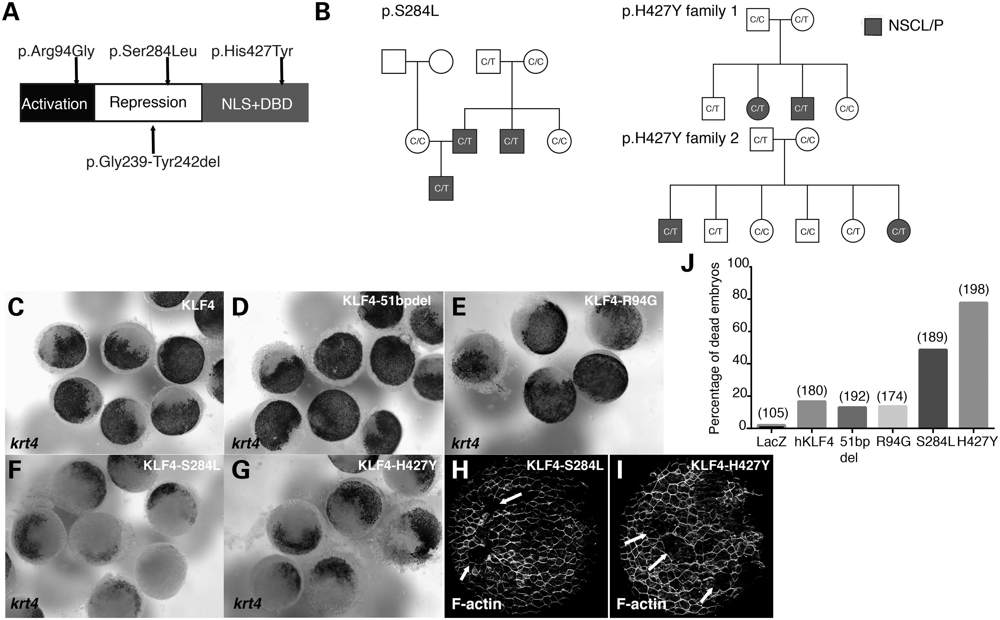 A
p.Arg94Gly p.Ser284Leu p.His427Tyr
Activation Repression NLS+DBD
p.Gly239-Tyr242del
B
p.S284L
C/T C/C
C/C C/T C/T C/C
C/T
p.H427Y family 1
C/C C/T
C/T C/T C/T C/C
NSCL/P
p.H427Y family 2
C/T C/C
C/T C/T C/C C/C C/T C/T
C
KLF4
krt4
D
KLF4-51bpdel
krt4
E
KLF4-R94G
krt4
F
KLF4-S284L
krt4
G
KLF4-H427Y
krt4
H
KLF4-S284L
F-actin
I
KLF4-H427Y
F-actin
J
Percentage of dead embryos
100
80
60
40
20
0
(105) (180) (192) (174) (189) (198)
LacZ hKLF4 51bp R94G S284L H427Y
del